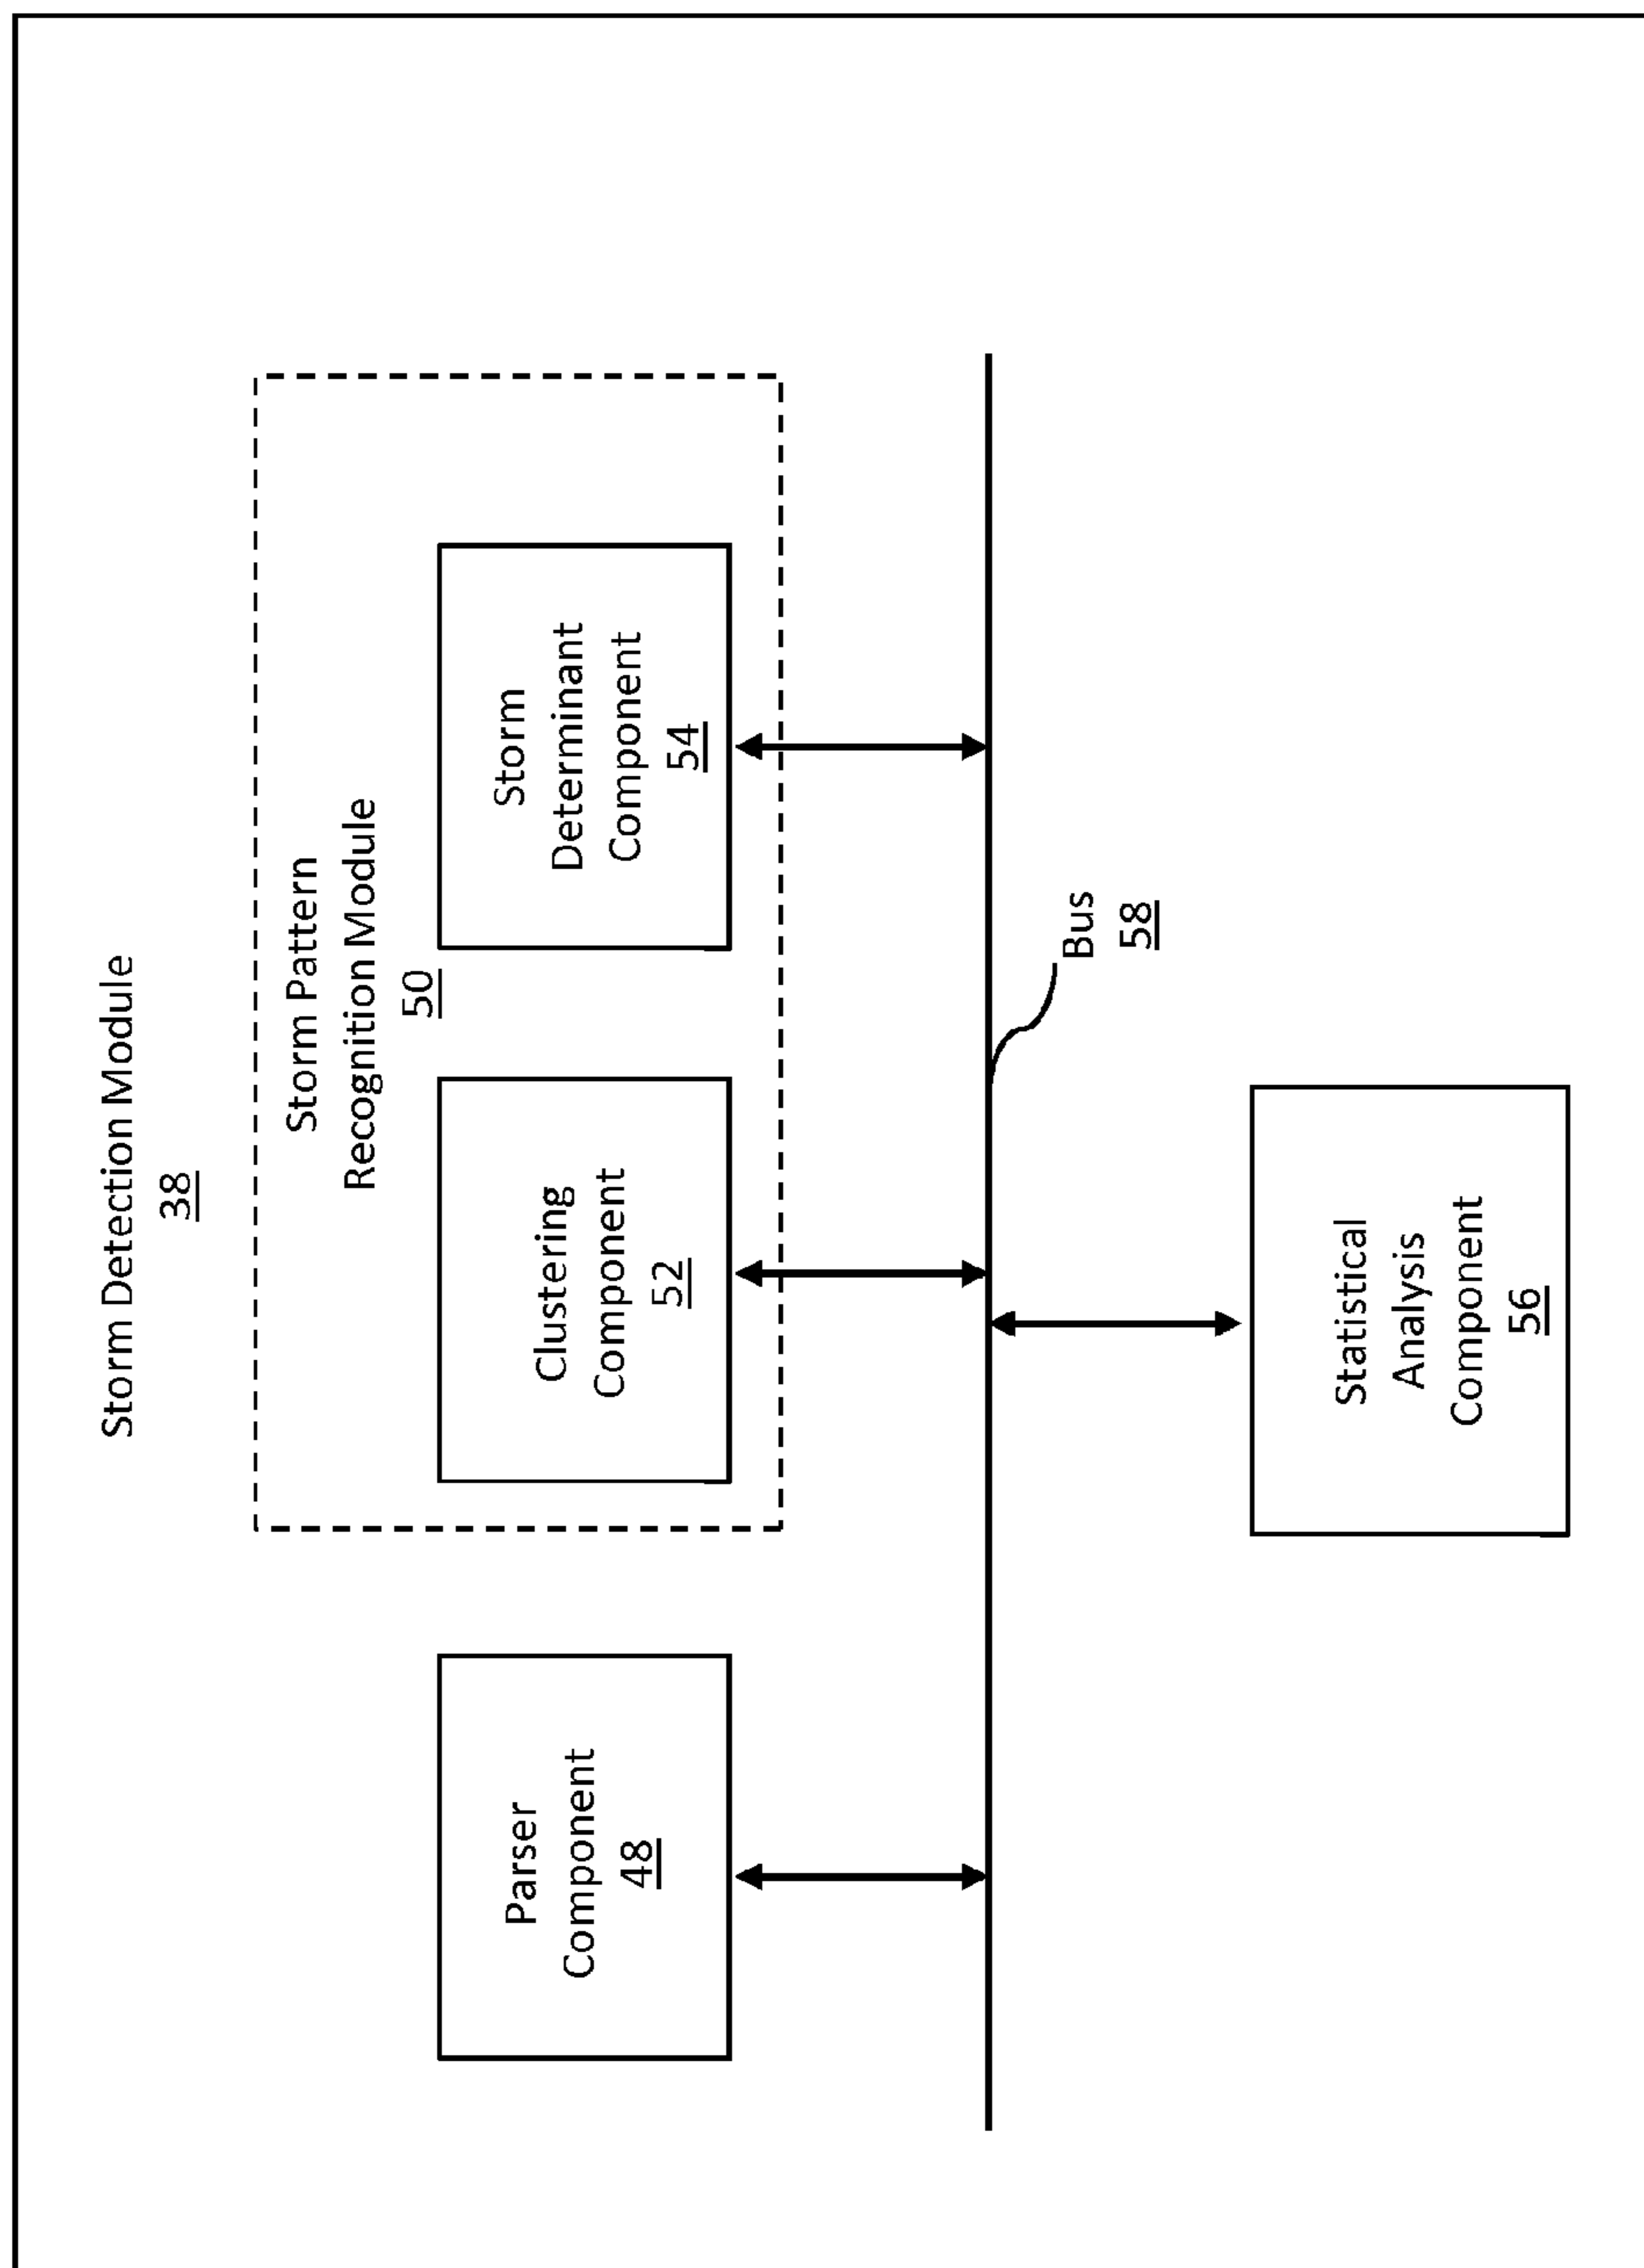 Storm Detection Module
38
Storm Pattern
Recognition Module
50
Parser
Component
48
Clustering
Component
52
Storm
Determinant
Component
54
Bus
58
Statistical
Analysis
Component
56